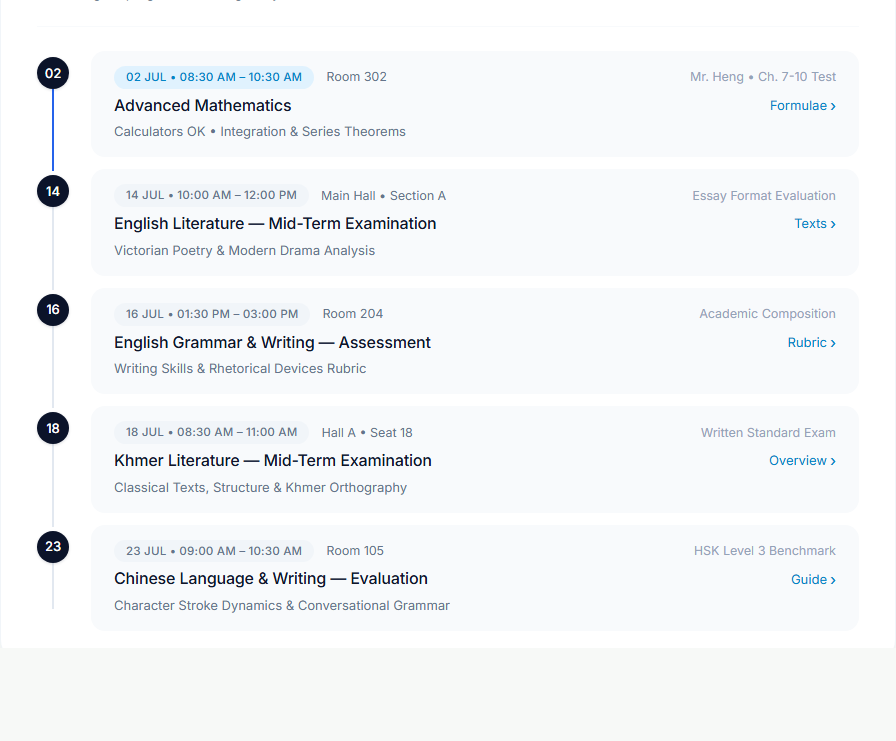 02
02 JUL • 08:30 AM – 10:30 AM Room 302 Mr. Heng • Ch. 7-10 Test
Advanced Mathematics Formulae ›
Calculators OK • Integration & Series Theorems
14
14 JUL • 10:00 AM – 12:00 PM Main Hall • Section A Essay Format Evaluation
English Literature — Mid-Term Examination Texts ›
Victorian Poetry & Modern Drama Analysis
16
16 JUL • 01:30 PM – 03:00 PM Room 204 Academic Composition
English Grammar & Writing — Assessment Rubric ›
Writing Skills & Rhetorical Devices Rubric
18
18 JUL • 08:30 AM – 11:00 AM Hall A • Seat 18 Written Standard Exam
Khmer Literature — Mid-Term Examination Overview ›
Classical Texts, Structure & Khmer Orthography
23
23 JUL • 09:00 AM – 10:30 AM Room 105 HSK Level 3 Benchmark
Chinese Language & Writing — Evaluation Guide ›
Character Stroke Dynamics & Conversational Grammar